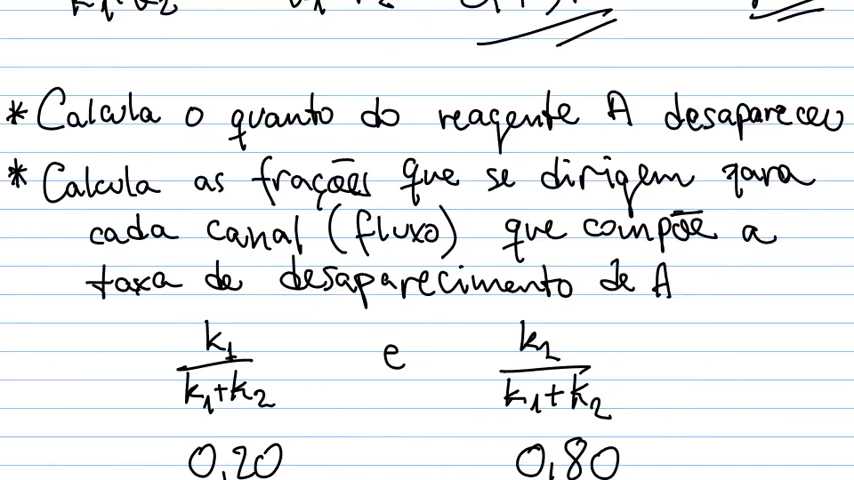 * Calcula o quanto do reagente A desapareceu
* Calcula as frações que se dirigem para
cada canal (fluxo) que compõe a
taxa de desaparecimento de A
k₁ e k₂
k₁+k₂ k₁+k₂
0,20 0,80